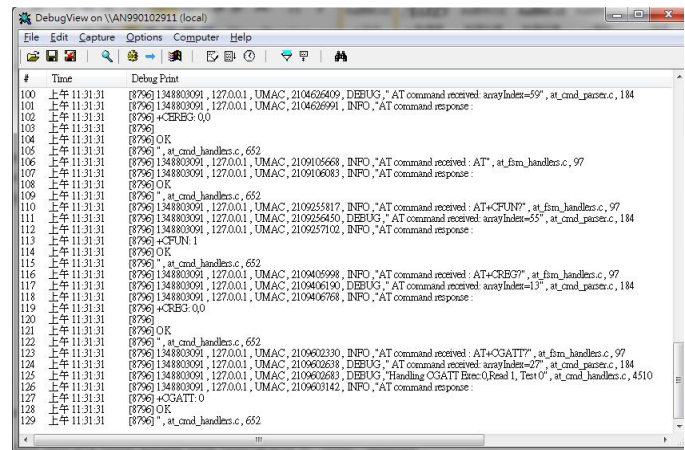 DebugView on \\AN990102911 (local)
File Edit Capture Options Computer Help
# Time Debug Print
100 上午 11:31:31 [8796] 1348803091 , 127.0.0.1 , UMAC , 2104626409 , DEBUG ," AT command received: arrayIndex=59" , at_cmd_parser.c , 184
101 上午 11:31:31 [8796] 1348803091 , 127.0.0.1 , UMAC , 2104626991 , INFO ,"AT command response :
102 上午 11:31:31 [8796] +CEREG: 0,0
103 上午 11:31:31 [8796]
104 上午 11:31:31 [8796] OK
105 上午 11:31:31 [8796] " , at_cmd_handlers.c , 652
106 上午 11:31:31 [8796] 1348803091 , 127.0.0.1 , UMAC , 2109105668 , INFO ,"AT command received : AT" , at_fsm_handlers.c , 97
107 上午 11:31:31 [8796] 1348803091 , 127.0.0.1 , UMAC , 2109106083 , INFO ,"AT command response :
108 上午 11:31:31 [8796] OK
109 上午 11:31:31 [8796] " , at_cmd_handlers.c , 652
110 上午 11:31:31 [8796] 1348803091 , 127.0.0.1 , UMAC , 2109255817 , INFO ,"AT command received : AT+CFUN?" , at_fsm_handlers.c , 97
111 上午 11:31:31 [8796] 1348803091 , 127.0.0.1 , UMAC , 2109256450 , DEBUG ," AT command received: arrayIndex=55" , at_cmd_parser.c , 184
112 上午 11:31:31 [8796] 1348803091 , 127.0.0.1 , UMAC , 2109257102 , INFO ,"AT command response :
113 上午 11:31:31 [8796] +CFUN: 1
114 上午 11:31:31 [8796] OK
115 上午 11:31:31 [8796] " , at_cmd_handlers.c , 652
116 上午 11:31:31 [8796] 1348803091 , 127.0.0.1 , UMAC , 2109405998 , INFO ,"AT command received : AT+CREG?" , at_fsm_handlers.c , 97
117 上午 11:31:31 [8796] 1348803091 , 127.0.0.1 , UMAC , 2109406190 , DEBUG ," AT command received: arrayIndex=13" , at_cmd_parser.c , 184
118 上午 11:31:31 [8796] 1348803091 , 127.0.0.1 , UMAC , 2109406768 , INFO ,"AT command response :
119 上午 11:31:31 [8796] +CREG: 0,0
120 上午 11:31:31 [8796]
121 上午 11:31:31 [8796] OK
122 上午 11:31:31 [8796] " , at_cmd_handlers.c , 652
123 上午 11:31:31 [8796] 1348803091 , 127.0.0.1 , UMAC , 2109602330 , INFO ,"AT command received : AT+CGATT?" , at_fsm_handlers.c , 97
124 上午 11:31:31 [8796] 1348803091 , 127.0.0.1 , UMAC , 2109602638 , DEBUG ," AT command received: arrayIndex=27" , at_cmd_parser.c , 184
125 上午 11:31:31 [8796] 1348803091 , 127.0.0.1 , UMAC , 2109602683 , DEBUG ,"Handling CGATT Exec:0,Read 1, Test 0" , at_cmd_handlers.c , 4510
126 上午 11:31:31 [8796] 1348803091 , 127.0.0.1 , UMAC , 2109603142 , INFO ,"AT command response :
127 上午 11:31:31 [8796] +CGATT: 0
128 上午 11:31:31 [8796] OK
129 上午 11:31:31 [8796] " , at_cmd_handlers.c , 652